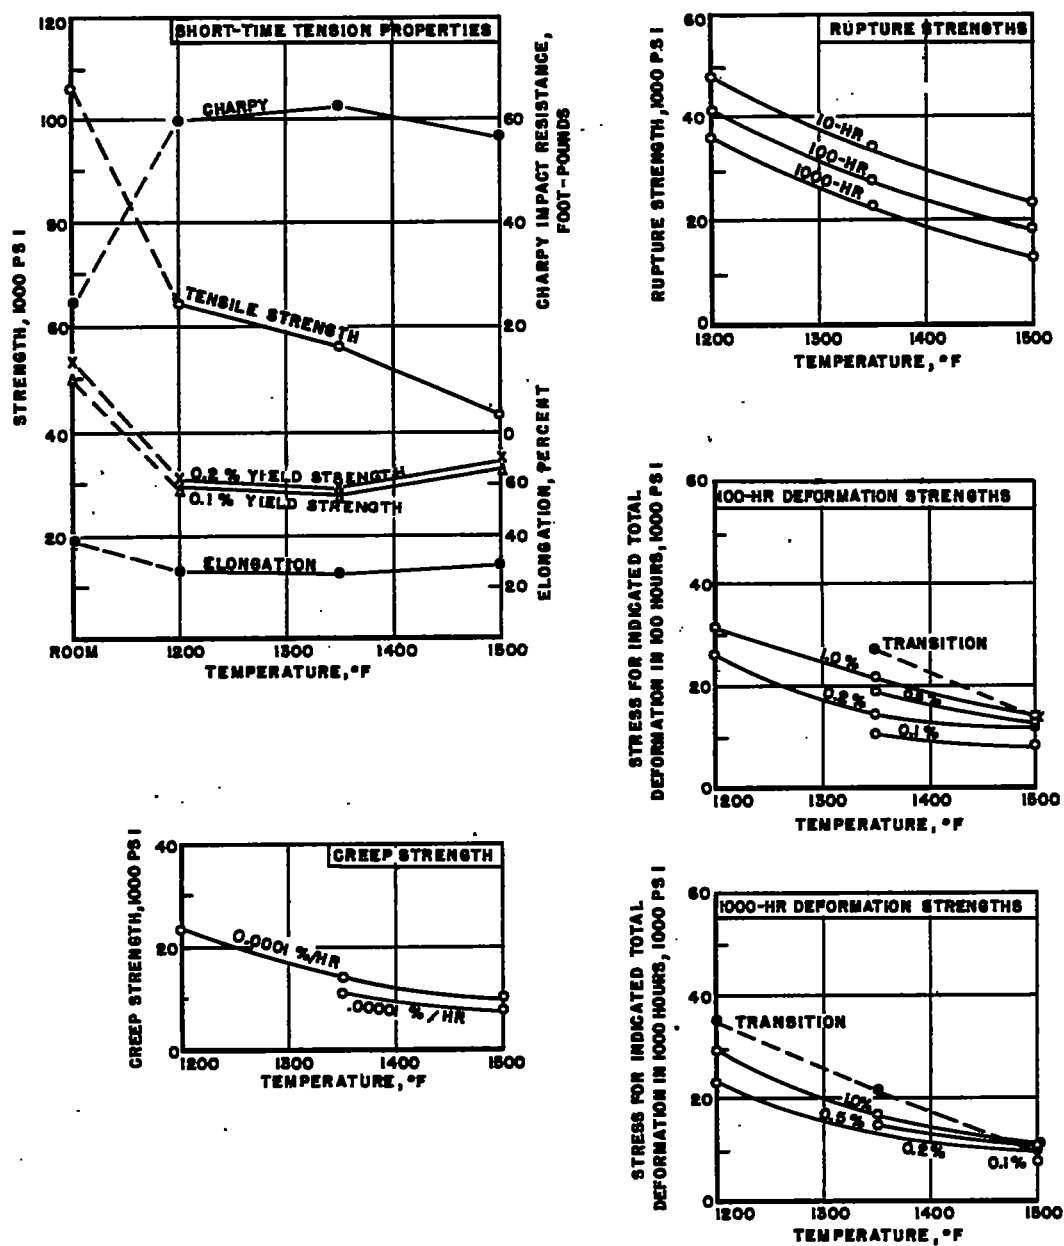 SHORT-TIME TENSION PROPERTIES
120
100
80
60
40
20
0
STRENGTH, 1000 PSI
60
40
20
0
CHARPY IMPACT RESISTANCE,
FOOT-POUNDS
60
40
20
ELONGATION, PERCENT
CHARPY
TENSILE STRENGTH
0.2 % YIELD STRENGTH
0.1 % YIELD STRENGTH
ELONGATION
ROOM
1200
1300
1400
1500
TEMPERATURE, °F
RUPTURE STRENGTHS
60
40
20
0
RUPTURE STRENGTH, 1000 PSI
10-HR
100-HR
1000-HR
1200
1300
1400
1500
TEMPERATURE, °F
100-HR DEFORMATION STRENGTHS
60
40
20
0
STRESS FOR INDICATED TOTAL
DEFORMATION IN 100 HOURS, 1000 PSI
TRANSITION
1.0 %
0.2 %
0.1 %
1200
1300
1400
1500
TEMPERATURE, °F
CREEP STRENGTH
40
20
0
CREEP STRENGTH, 1000 PSI
0.0001 %/HR
.00001 % / HR
1200
1300
1400
1500
TEMPERATURE, °F
1000-HR DEFORMATION STRENGTHS
60
40
20
0
STRESS FOR INDICATED TOTAL
DEFORMATION IN 1000 HOURS, 1000 PSI
TRANSITION
1.0%
0.5 %
0.2 %
0.1 %
1200
1300
1400
1500
TEMPERATURE, °F